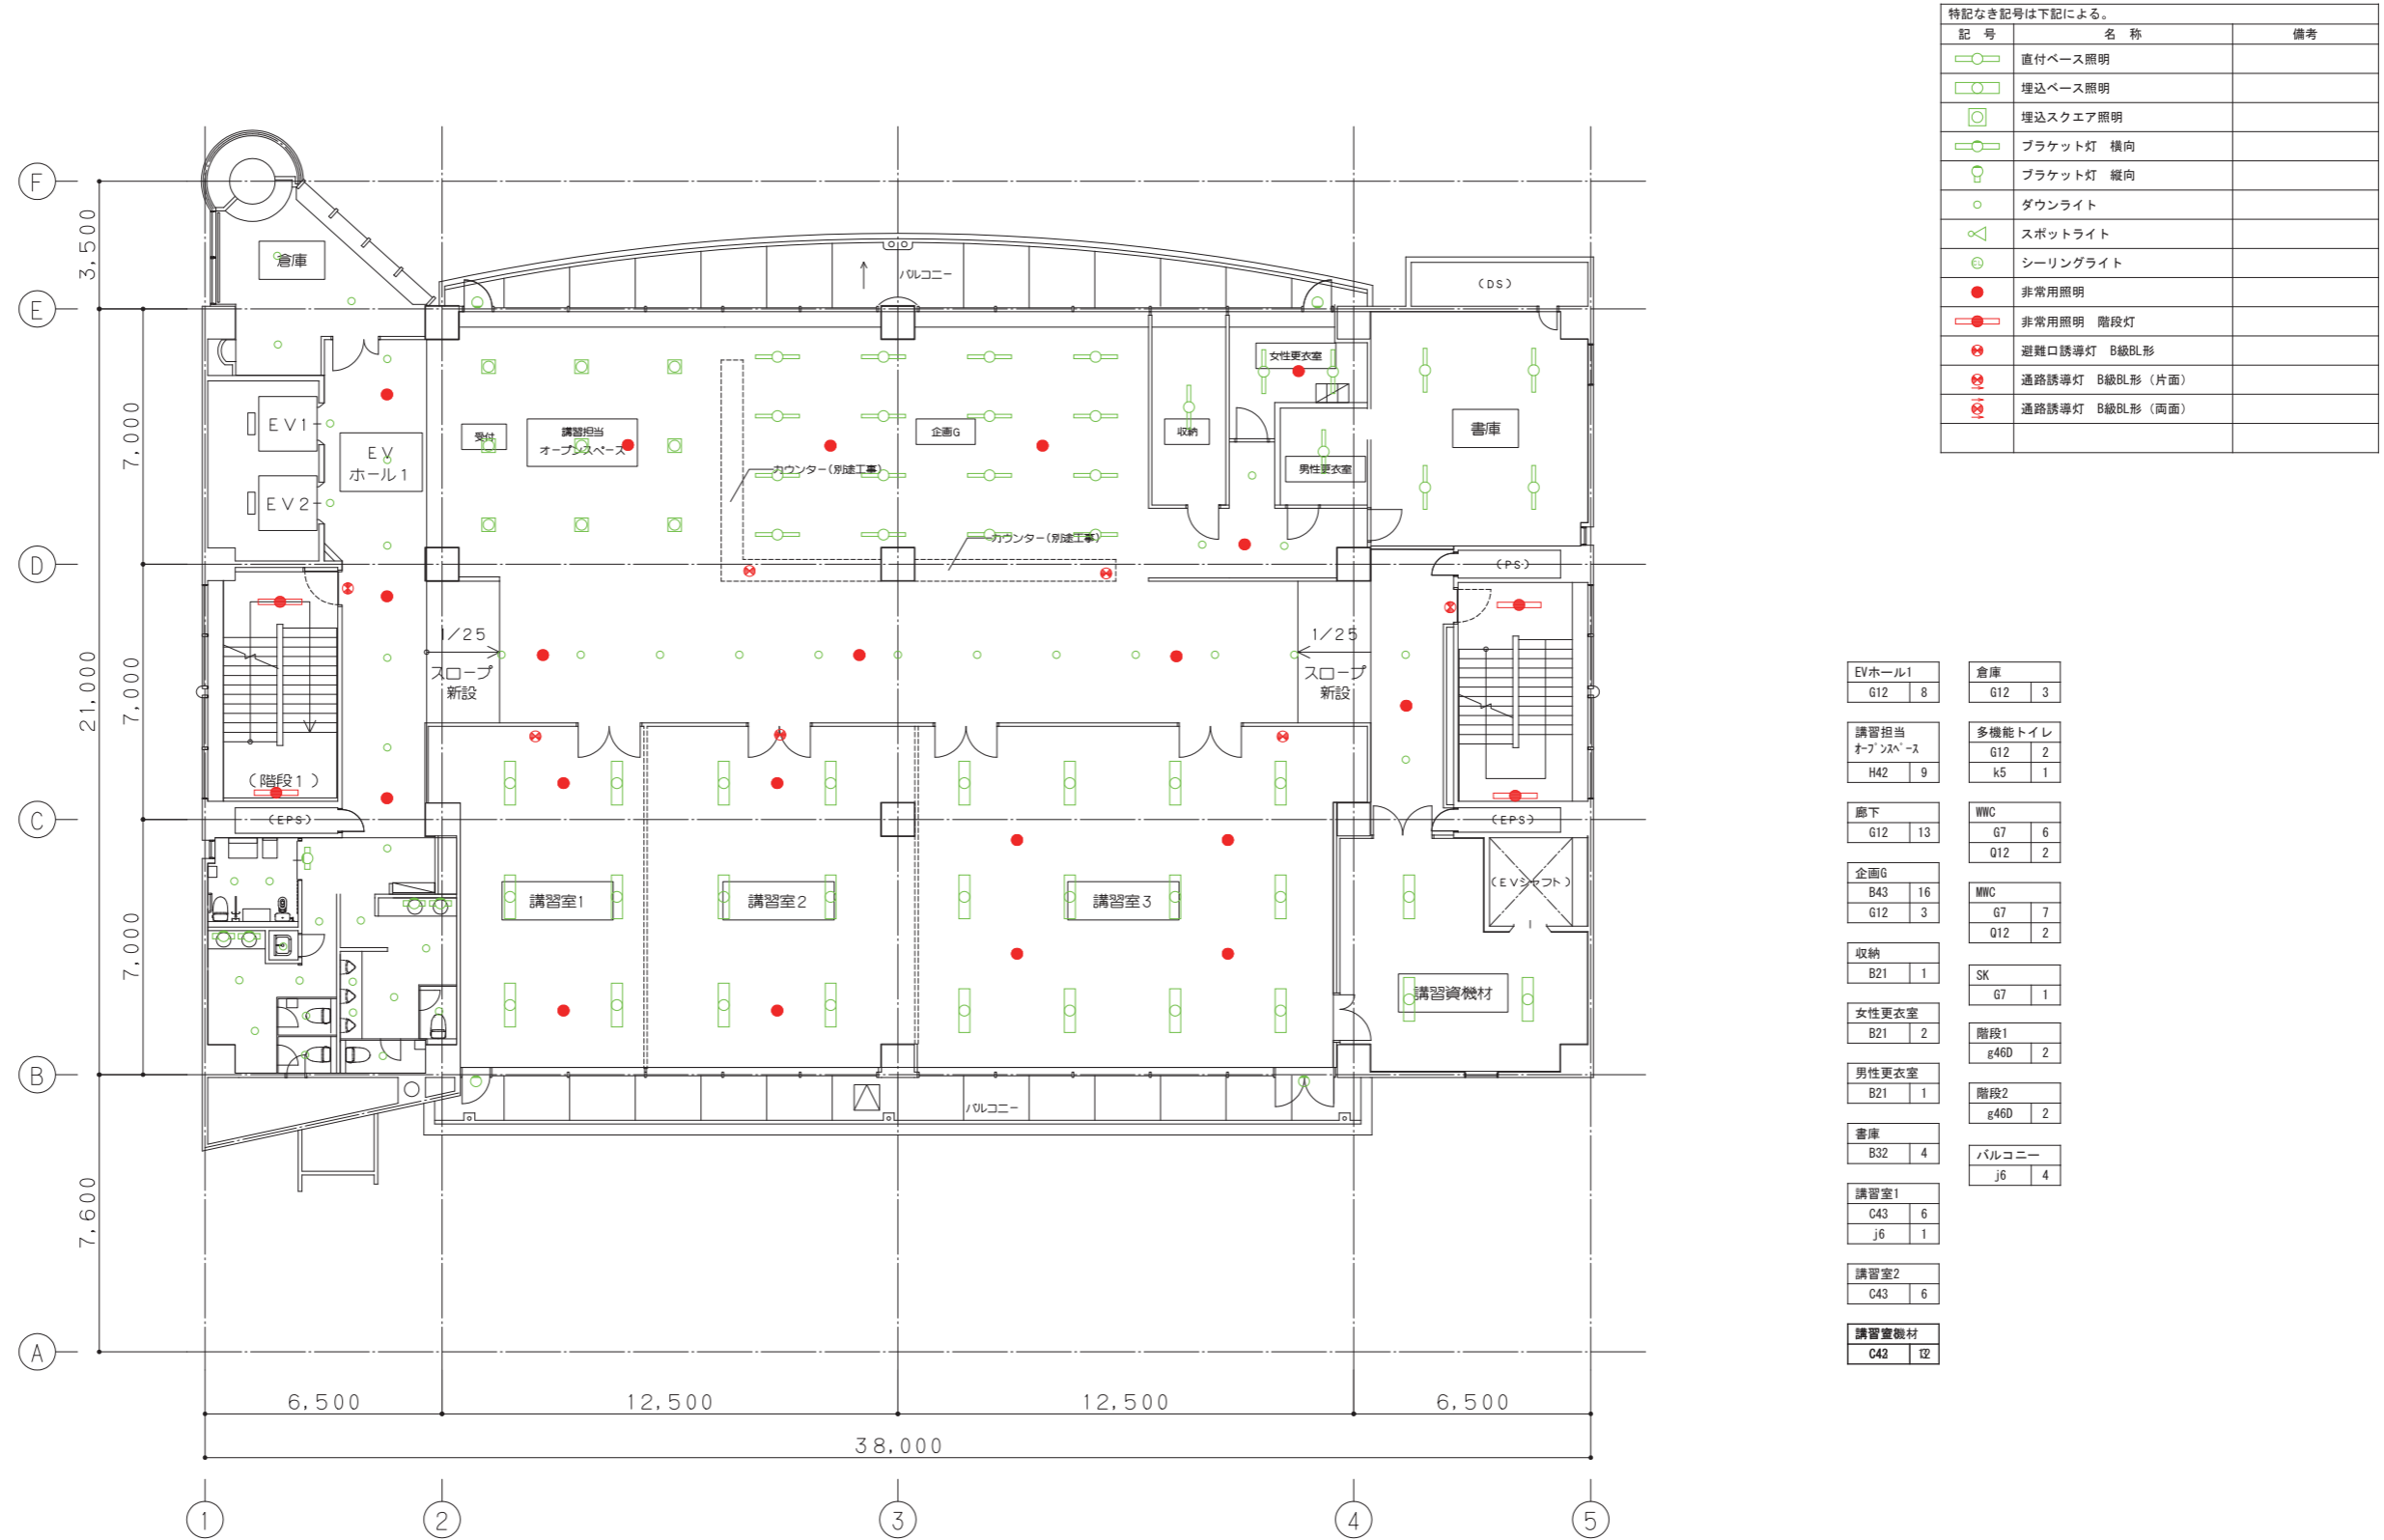 特記なき記号は下記による。
記 号 名 称 備考
直付ベース照明
埋込ベース照明
埋込スクエア照明
ブラケット灯 横向
ブラケット灯 縦向
ダウンライト
スポットライト
シーリングライト
非常用照明
非常用照明 階段灯
避難口誘導灯 B級BL形
通路誘導灯 B級BL形（片面）
通路誘導灯 B級BL形（両面）
F
E
D
C
B
A
3,500
7,000
7,000
7,000
21,000
7,600
倉庫
バルコニー
(DS)
EV1
EV2
EV
ホール1
受付
講習担当
オープンスペース
企画G
カウンター(別途工事)
カウンター(別途工事)
収納
女性更衣室
男性更衣室
書庫
(PS)
1/25
スロープ
新設
1/25
スロープ
新設
(階段1)
(EPS)
(EPS)
(EVシャフト)
講習室1
講習室2
講習室3
講習資機材
バルコニー
6,500
12,500
12,500
6,500
38,000
1
2
3
4
5
EVホール1
G12 8
講習担当
ｵｰﾌﾟﾝｽﾍﾟｰｽ
H42 9
廊下
G12 13
企画G
B43 16
G12 3
収納
B21 1
女性更衣室
B21 2
男性更衣室
B21 1
書庫
B32 4
講習室1
C43 6
j6 1
講習室2
C43 6
倉庫
G12 3
多機能トイレ
G12 2
k5 1
WWC
G7 6
Q12 2
MWC
G7 7
Q12 2
SK
G7 1
階段1
g46D 2
階段2
g46D 2
バルコニー
j6 4